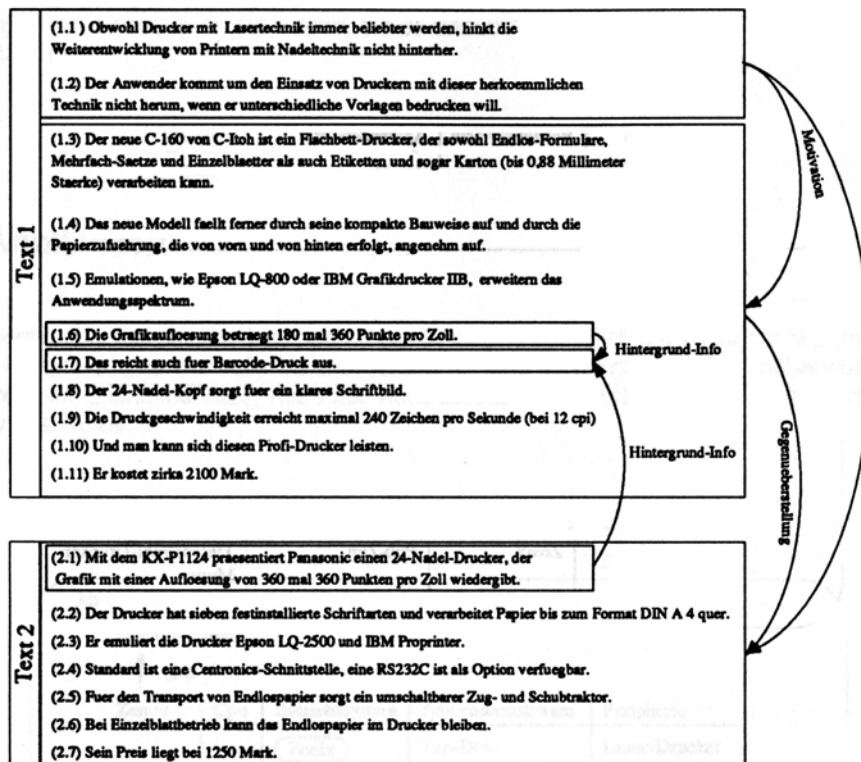 (1.1 ) Obwohl Drucker mit Lasertechnik immer beliebter werden, hinkt die
Weiterentwicklung von Printern mit Nadeltechnik nicht hinterher.
(1.2) Der Anwender kommt um den Einsatz von Druckern mit dieser herkoemmlichen
Technik nicht herum, wenn er unterschiedliche Vorlagen bedrucken will.
Text 1
(1.3) Der neue C-160 von C-Itoh ist ein Flachbett-Drucker, der sowohl Endlos-Formulare,
Mehrfach-Saetze und Einzelblaetter als auch Etiketten und sogar Karton (bis 0,88 Millimeter
Staerke) verarbeiten kann.
Motivation
(1.4) Das neue Modell faellt ferner durch seine kompakte Bauweise auf und durch die
Papierzufuehrung, die von vorn und von hinten erfolgt, angenehm auf.
(1.5) Emulationen, wie Epson LQ-800 oder IBM Grafikdrucker IIB, erweitern das
Anwendungsspektrum.
(1.6) Die Grafikaufloesung betraegt 180 mal 360 Punkte pro Zoll.
Hintergrund-Info
(1.7) Das reicht auch fuer Barcode-Druck aus.
(1.8) Der 24-Nadel-Kopf sorgt fuer ein klares Schriftbild.
(1.9) Die Druckgeschwindigkeit erreicht maximal 240 Zeichen pro Sekunde (bei 12 cpi)
(1.10) Und man kann sich diesen Profi-Drucker leisten.
Hintergrund-Info
(1.11) Er kostet zirka 2100 Mark.
Gegenueberstellung
Text 2
(2.1) Mit dem KX-P1124 praesentiert Panasonic einen 24-Nadel-Drucker, der
Grafik mit einer Aufloesung von 360 mal 360 Punkten pro Zoll wiedergibt.
(2.2) Der Drucker hat sieben festinstallierte Schriftarten und verarbeitet Papier bis zum Format DIN A 4 quer.
(2.3) Er emuliert die Drucker Epson LQ-2500 und IBM Proprinter.
(2.4) Standard ist eine Centronics-Schnittstelle, eine RS232C ist als Option verfuegbar.
(2.5) Fuer den Transport von Endlospapier sorgt ein umschaltbarer Zug- und Schubtraktor.
(2.6) Bei Einzelblattbetrieb kann das Endlospapier im Drucker bleiben.
(2.7) Sein Preis liegt bei 1250 Mark.